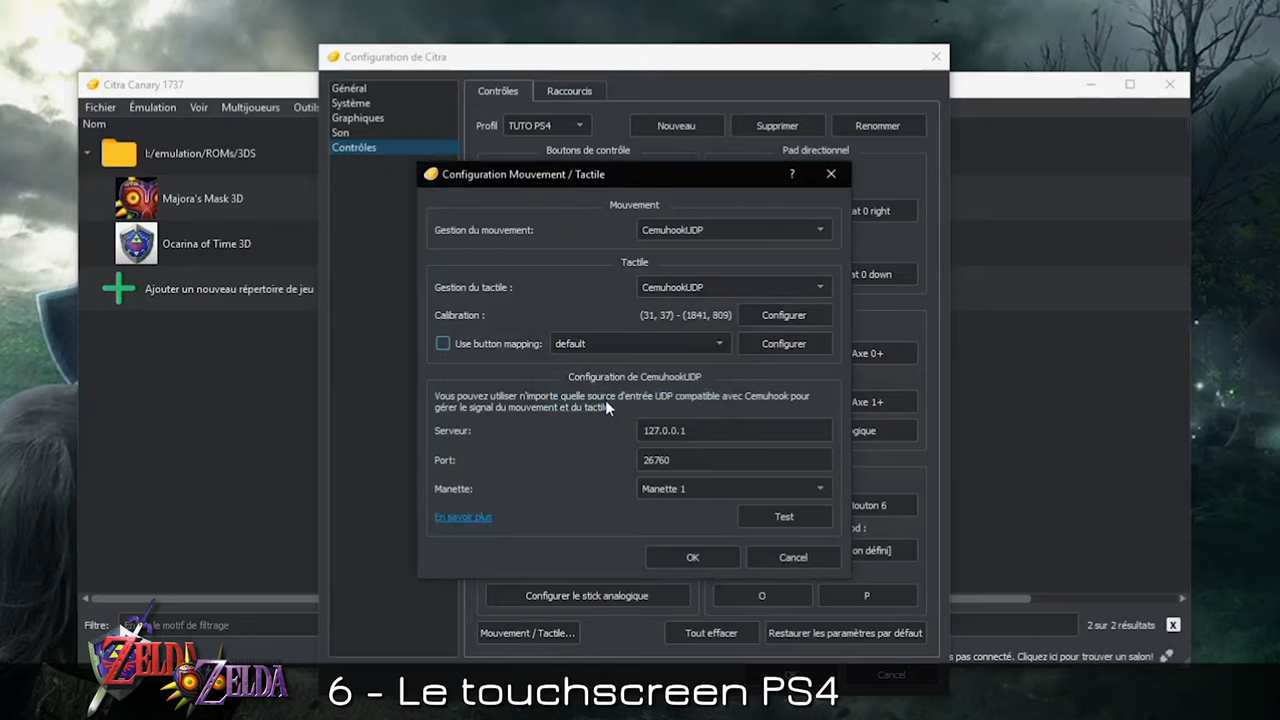 Configuration de Citra
Citra Canary 1737
Fichier Émulation Voir Multijoueurs Outils
Nom
I:/emulation/ROMs/3DS
Majora's Mask 3D
Ocarina of Time 3D
Ajouter un nouveau répertoire de jeu
Général
Système
Graphiques
Son
Contrôles
Contrôles Raccourcis
Profil TUTO PS4 Nouveau Supprimer Renommer
Boutons de contrôle Pad directionnel
Configuration Mouvement / Tactile
Mouvement
Gestion du mouvement: CemuhookUDP
Tactile
Gestion du tactile : CemuhookUDP
Calibration : (31, 37) - (1841, 809) Configurer
Use button mapping: default Configurer
Configuration de CemuhookUDP
Vous pouvez utiliser n'importe quelle source d'entrée UDP compatible avec Cemuhook pour
gérer le signal du mouvement et du tactile
Serveur: 127.0.0.1
Port: 26760
Manette: Manette 1
En savoir plus
Test
OK Cancel
at 0 right
at 0 down
Axe 0+
Axe 1+
gique
outon 6
od :
on défini]
Configurer le stick analogique O P
Mouvement / Tactile... Tout effacer Restaurer les paramètres par défaut
Filtre: le motif de filtrage 2 sur 2 résultats X
s pas connecté. Cliquez ici pour trouver un salon!
OK Cancel
ZELDA
ZELDA
6 - Le touchscreen PS4